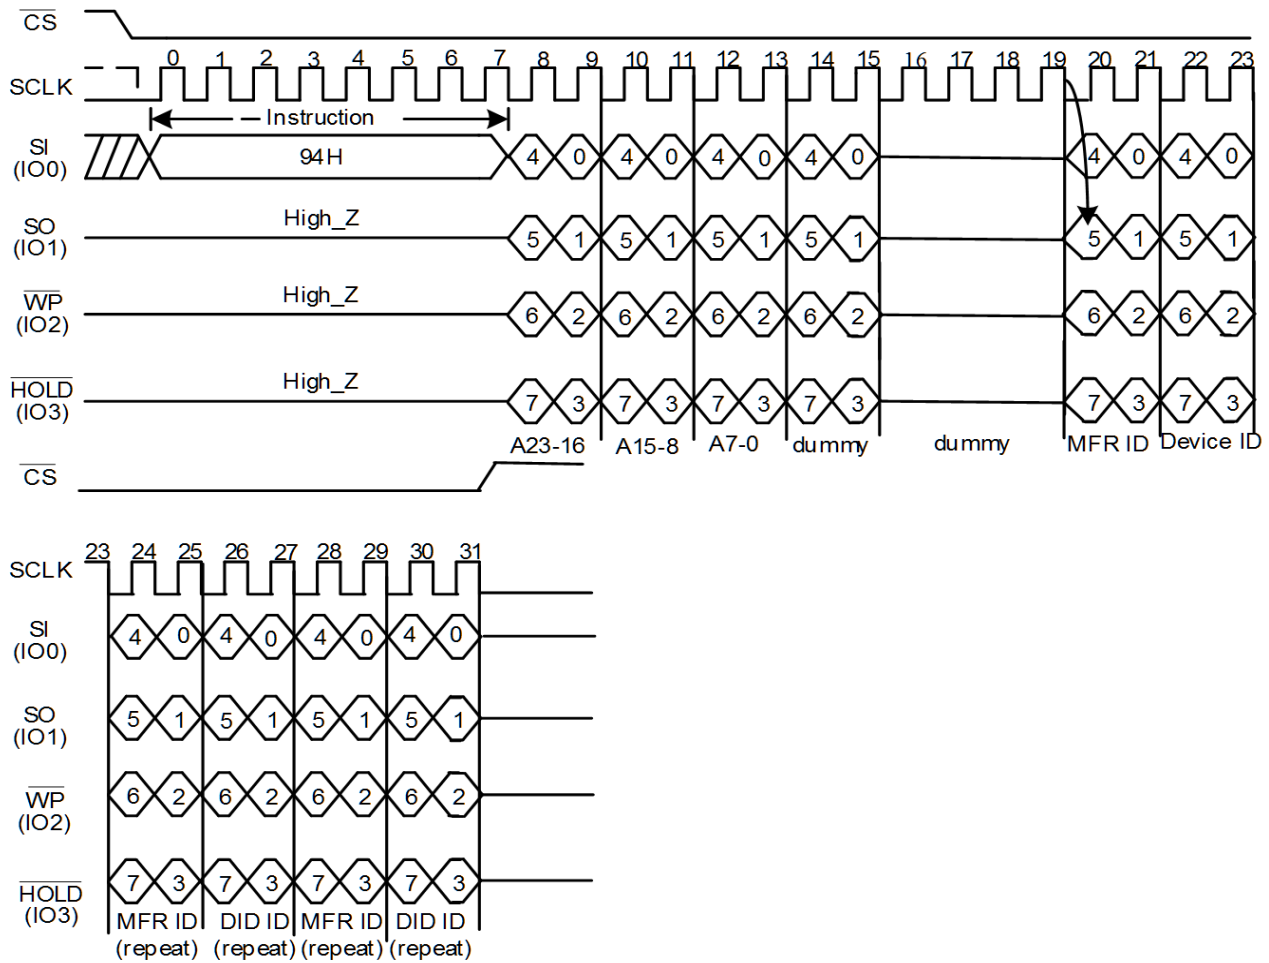 CS
0 1 2 3 4 5 6 7 8 9 10 11 12 13 14 15 16 17 18 19 20 21 22 23
SCLK
Instruction
SI
(IO0)
94H
4 0 4 0 4 0 4 0 4 0 4 0
High_Z
SO
(IO1)
5 1 5 1 5 1 5 1 5 1 5 1
High_Z
WP
(IO2)
6 2 6 2 6 2 6 2 6 2 6 2
High_Z
HOLD
(IO3)
7 3 7 3 7 3 7 3 7 3 7 3
A23-16 A15-8 A7-0 dummy dummy MFR ID Device ID
CS
23 24 25 26 27 28 29 30 31
SCLK
SI
(IO0)
4 0 4 0 4 0 4 0
SO
(IO1)
5 1 5 1 5 1 5 1
WP
(IO2)
6 2 6 2 6 2 6 2
HOLD
(IO3)
7 3 7 3 7 3 7 3
MFR ID DID ID MFR ID DID ID
(repeat) (repeat) (repeat) (repeat)